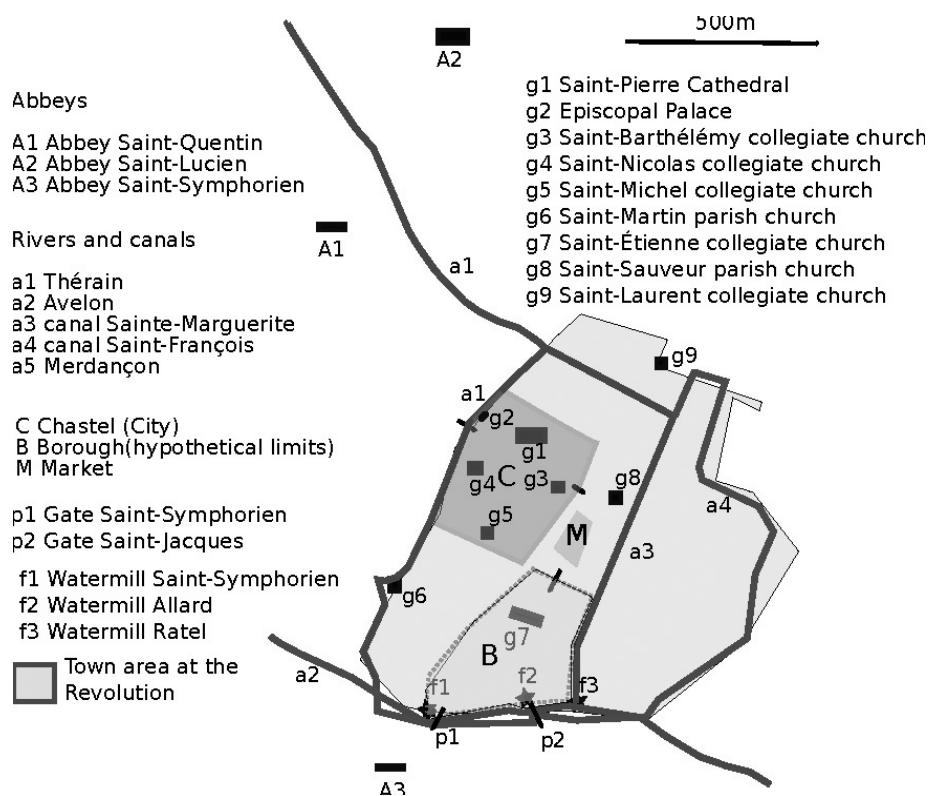 500m
Abbeys
A1 Abbey Saint-Quentin
A2 Abbey Saint-Lucien
A3 Abbey Saint-Symphorien
Rivers and canals
a1 Thérain
a2 Avelon
a3 canal Sainte-Marguerite
a4 canal Saint-François
a5 Merdançon
C Chastel (City)
B Borough(hypothetical limits)
M Market
p1 Gate Saint-Symphorien
p2 Gate Saint-Jacques
f1 Watermill Saint-Symphorien
f2 Watermill Allard
f3 Watermill Ratel
Town area at the
Revolution
g1 Saint-Pierre Cathedral
g2 Episcopal Palace
g3 Saint-Barthélémy collegiate church
g4 Saint-Nicolas collegiate church
g5 Saint-Michel collegiate church
g6 Saint-Martin parish church
g7 Saint-Étienne collegiate church
g8 Saint-Sauveur parish church
g9 Saint-Laurent collegiate church
A2
A1
a1
g9
a1
g2
g1
g4
C
g3
g8
a4
g5
M
a3
g6
g7
B
a2
f1
f2
f3
p1
p2
A3